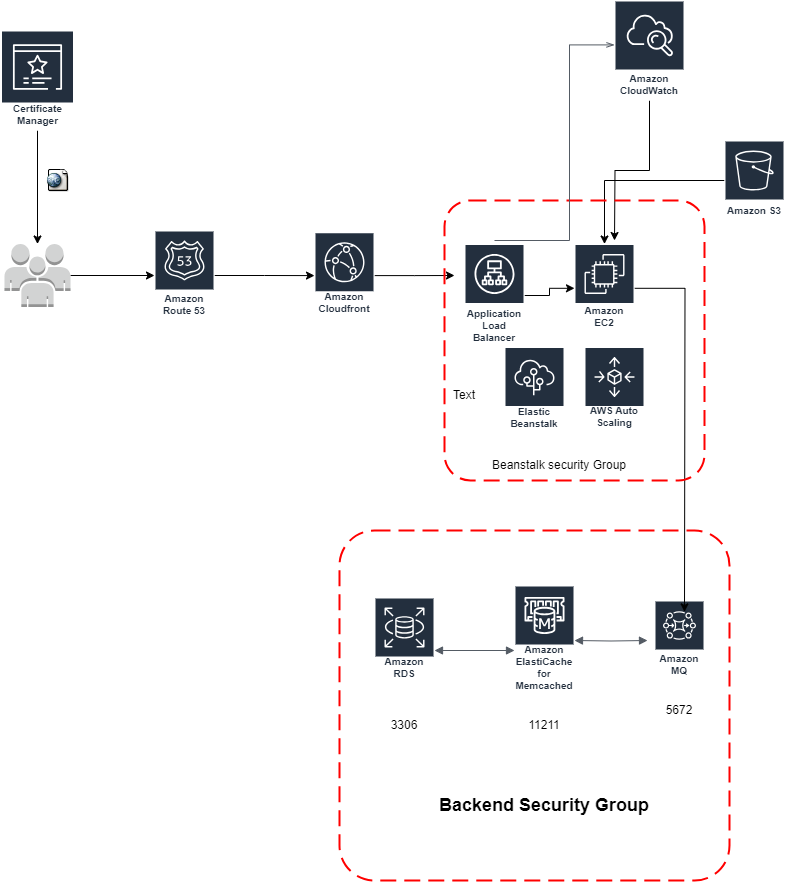 Amazon
CloudWatch
Certificate
Manager
Amazon S3
53
Amazon
Route 53
Amazon
Cloudfront
Application
Load
Balancer
Amazon
EC2
Text
Elastic
Beanstalk
AWS Auto
Scaling
Beanstalk security Group
Amazon
RDS
M
Amazon
ElastiCache
for
Memcached
Amazon
MQ
3306
11211
5672
Backend Security Group